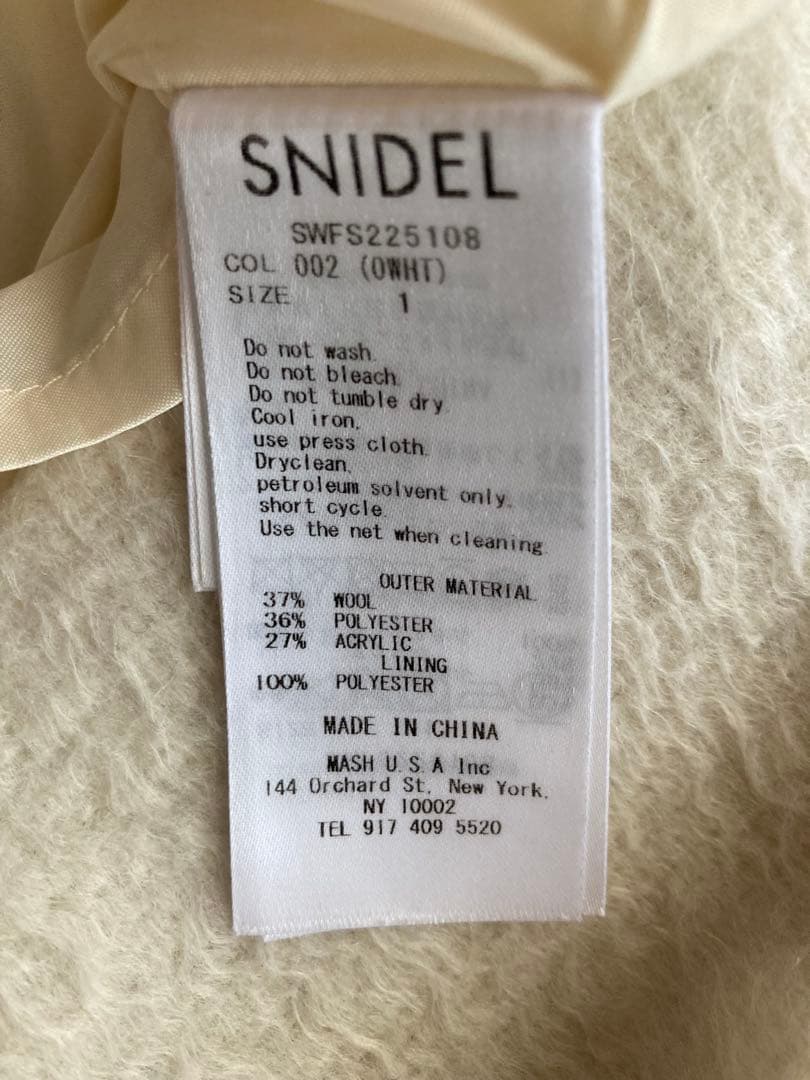 SNIDEL
SWFS225108
COL 002 (OWHT)
SIZE 1
Do not wash.
Do not bleach.
Do not tumble dry.
Cool iron,
use press cloth.
Dryclean,
petroleum solvent only,
short cycle.
Use the net when cleaning.
OUTER MATERIAL
37% WOOL
36% POLYESTER
27% ACRYLIC
LINING
100% POLYESTER
MADE IN CHINA
MASH U.S.A Inc
144 Orchard St, New York,
NY 10002
TEL 917 409 5520